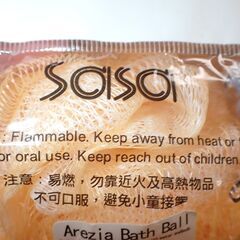 sasa
: Flammable. Keep away from heat or
or oral use. Keep reach out of children.
注意：易燃，勿靠近火及高熱物品
不可口服，避免小童接觸
Arezia Bath Ball